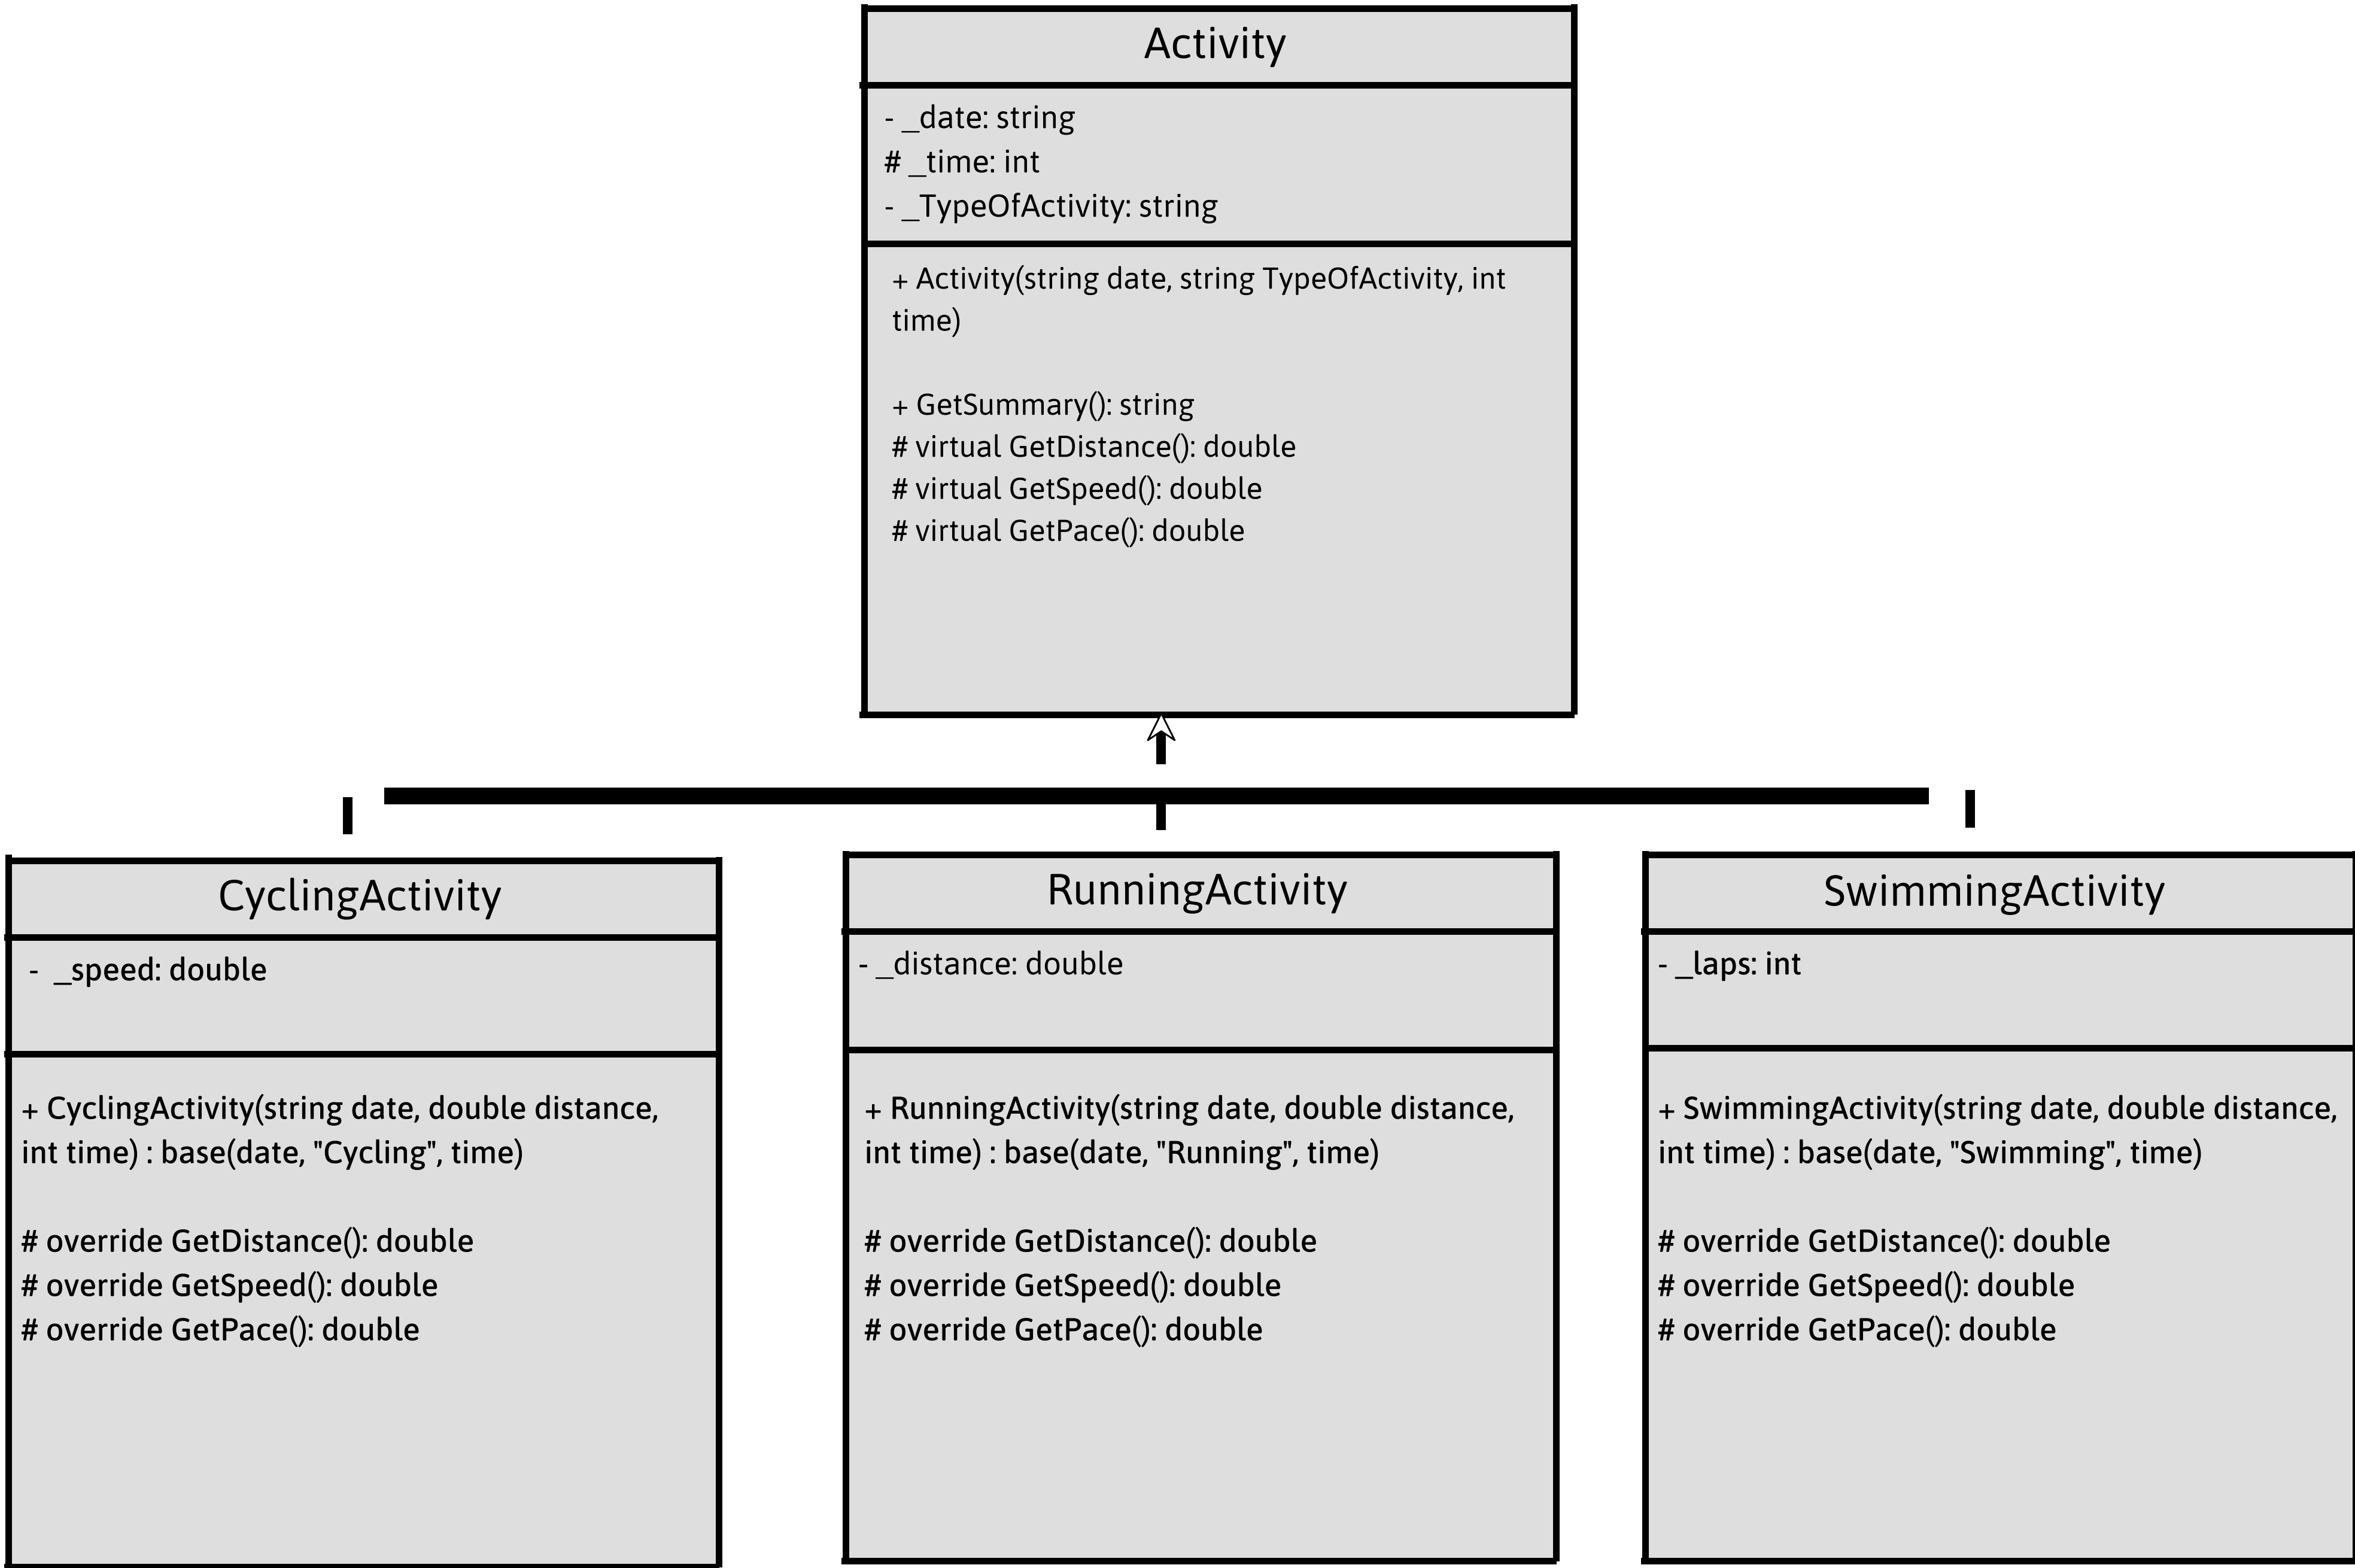 Activity
- _date: string
# _time: int
- _TypeOfActivity: string
+ Activity(string date, string TypeOfActivity, int
time)
+ GetSummary(): string
# virtual GetDistance(): double
# virtual GetSpeed(): double
# virtual GetPace(): double
CyclingActivity
- _speed: double
+ CyclingActivity(string date, double distance,
int time) : base(date, "Cycling", time)
# override GetDistance(): double
# override GetSpeed(): double
# override GetPace(): double
RunningActivity
- _distance: double
+ RunningActivity(string date, double distance,
int time) : base(date, "Running", time)
# override GetDistance(): double
# override GetSpeed(): double
# override GetPace(): double
SwimmingActivity
- _laps: int
+ SwimmingActivity(string date, double distance,
int time) : base(date, "Swimming", time)
# override GetDistance(): double
# override GetSpeed(): double
# override GetPace(): double